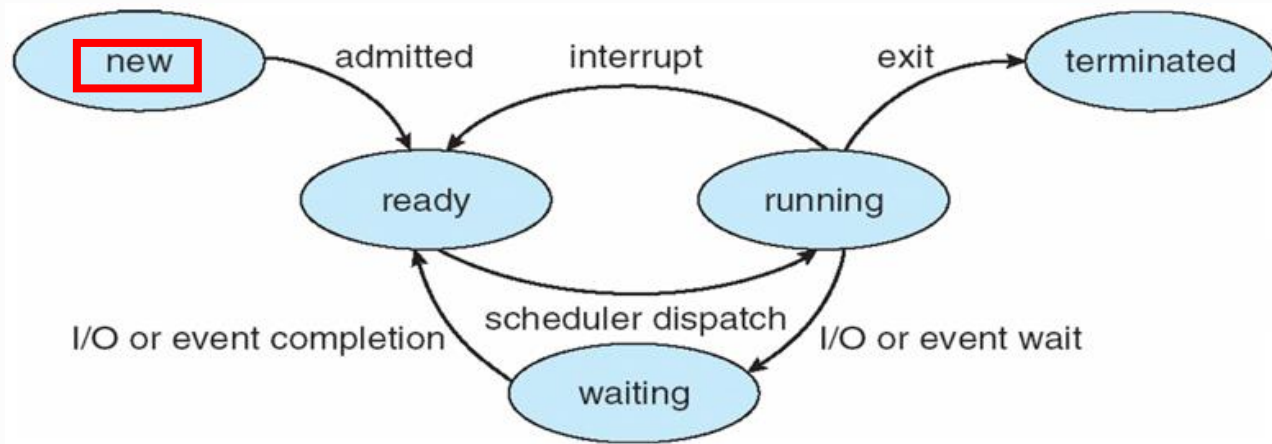 new
admitted
interrupt
exit
terminated
ready
running
I/O or event completion
scheduler dispatch
I/O or event wait
waiting